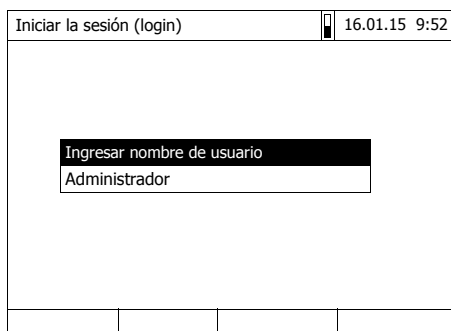 Iniciar la sesión (login) 16.01.15 9:52
Ingresar nombre de usuario
Administrador